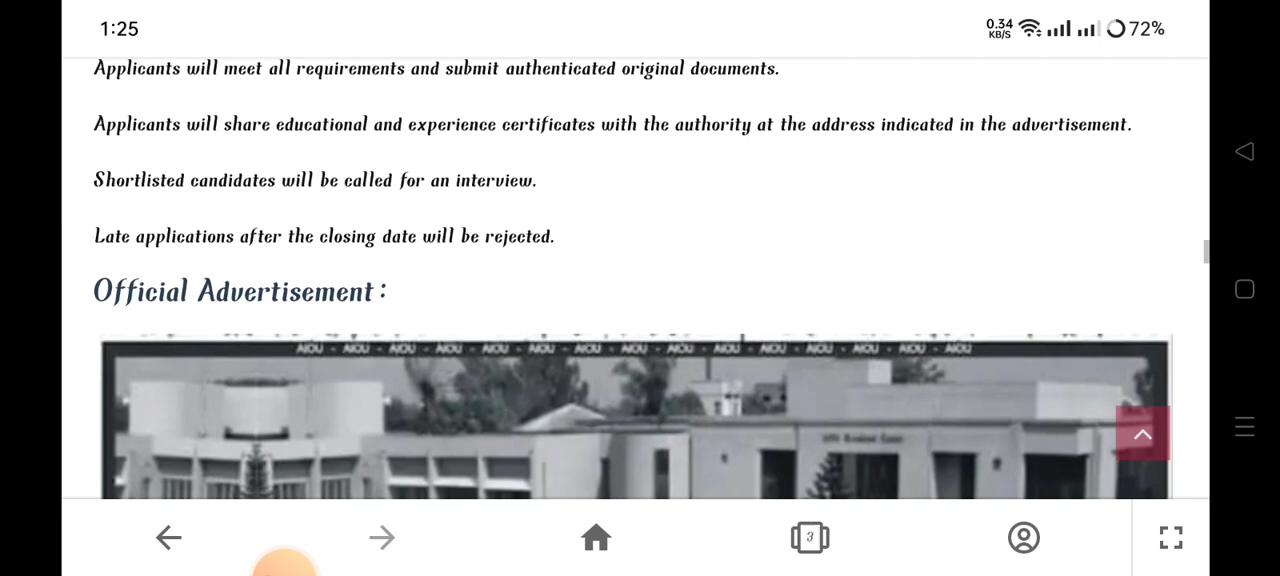 1:25
0.34
KB/S
72%
Applicants will meet all requirements and submit authenticated original documents.
Applicants will share educational and experience certificates with the authority at the address indicated in the advertisement.
Shortlisted candidates will be called for an interview.
Late applications after the closing date will be rejected.
Official Advertisement:
AIOU - AIOU - AIOU - AIOU - AIOU - AIOU - AIOU - AIOU - AIOU - AIOU - AIOU - AIOU - AIOU - AIOU - AIOU
3